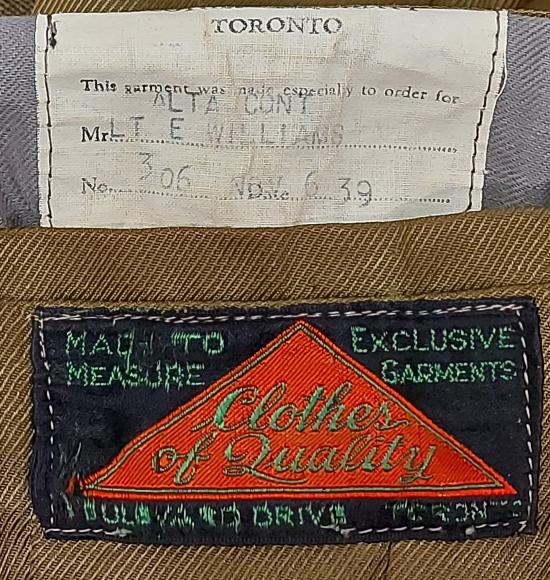 TORONTO
This garment was made especially to order for
ALTA CONT
Mr. LT E WILLIAMS
No. 306 NOV Date 6 39
MADE TO EXCLUSIVE
MEASURE GARMENTS
Clothes
of Quality
BOULEVARD DRIVE TORONTO